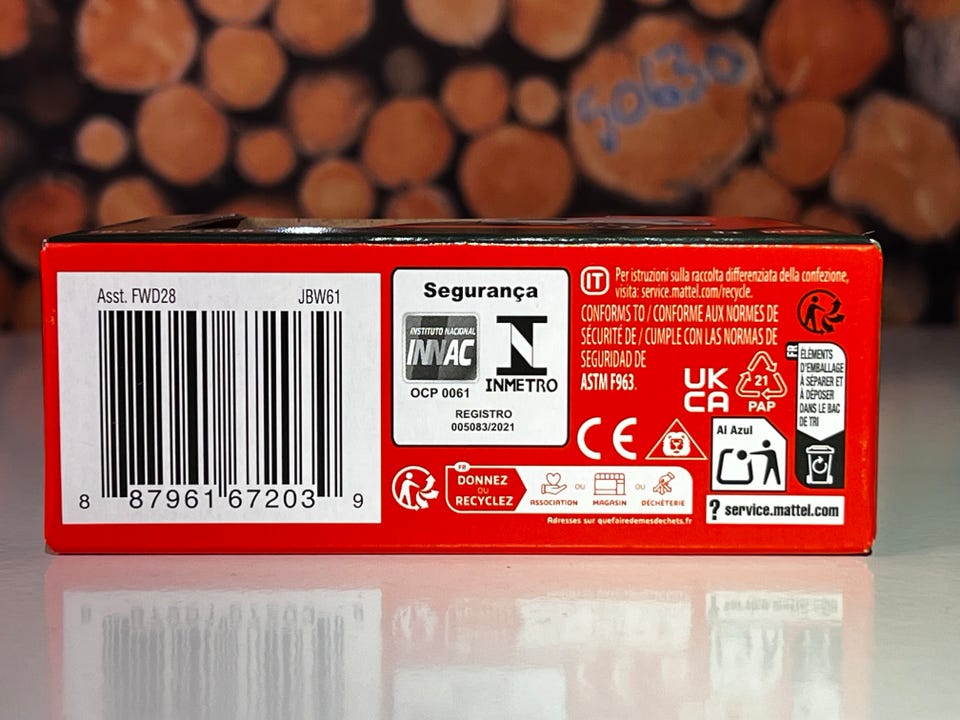 50630
Asst. FWD28 JBW61
8 87961 67203 9
Segurança
INSTITUTO NACIONAL
INNAC
INMETRO
OCP 0061
REGISTRO
005083/2021
IT Per istruzioni sulla raccolta differenziata della confezione,
visita: service.mattel.com/recycle.
CONFORMS TO / CONFORME AUX NORMES DE
SÉCURITÉ DE / CUMPLE CON LAS NORMAS DE
SEGURIDAD DE
ASTM F963.
UK
CA
21
PAP
CE
FR
ÉLÉMENTS
D'EMBALLAGE
À SÉPARER ET
À DÉPOSER
DANS LE BAC
DE TRI
Al Azul
FR
DONNEZ
OU
RECYCLEZ
ASSOCIATION OU MAGASIN OU DÉCHÈTERIE
Adresses sur quefairedemesdechets.fr
? service.mattel.com